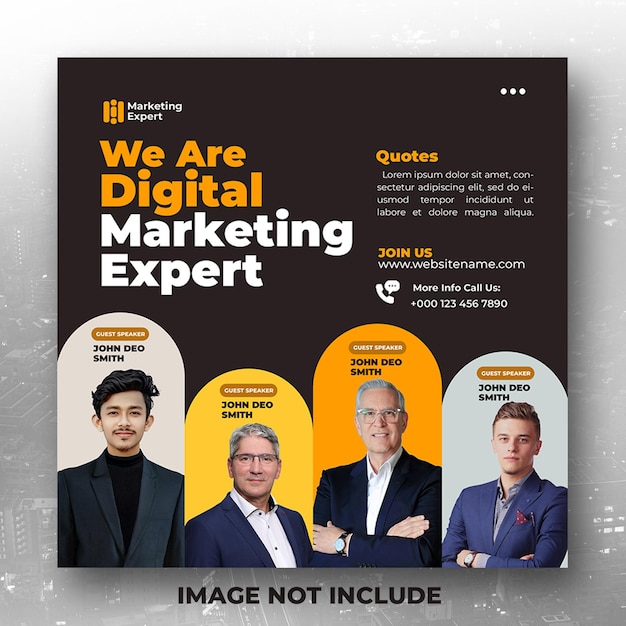 Marketing
Expert
We Are
Digital
Marketing
Expert
Quotes
Lorem ipsum dolor sit amet, con-
sectetur adipiscing elit, sed do
eiusmod tempor incididunt ut
labore et dolore magna aliqua.
JOIN US
www.websitename.com
More Info Call Us:
+000 123 456 7890
GUEST SPEAKER
JOHN DEO
SMITH
GUEST SPEAKER
JOHN DEO
SMITH
GUEST SPEAKER
JOHN DEO
SMITH
GUEST SPEAKER
JOHN DEO
SMITH
IMAGE NOT INCLUDE